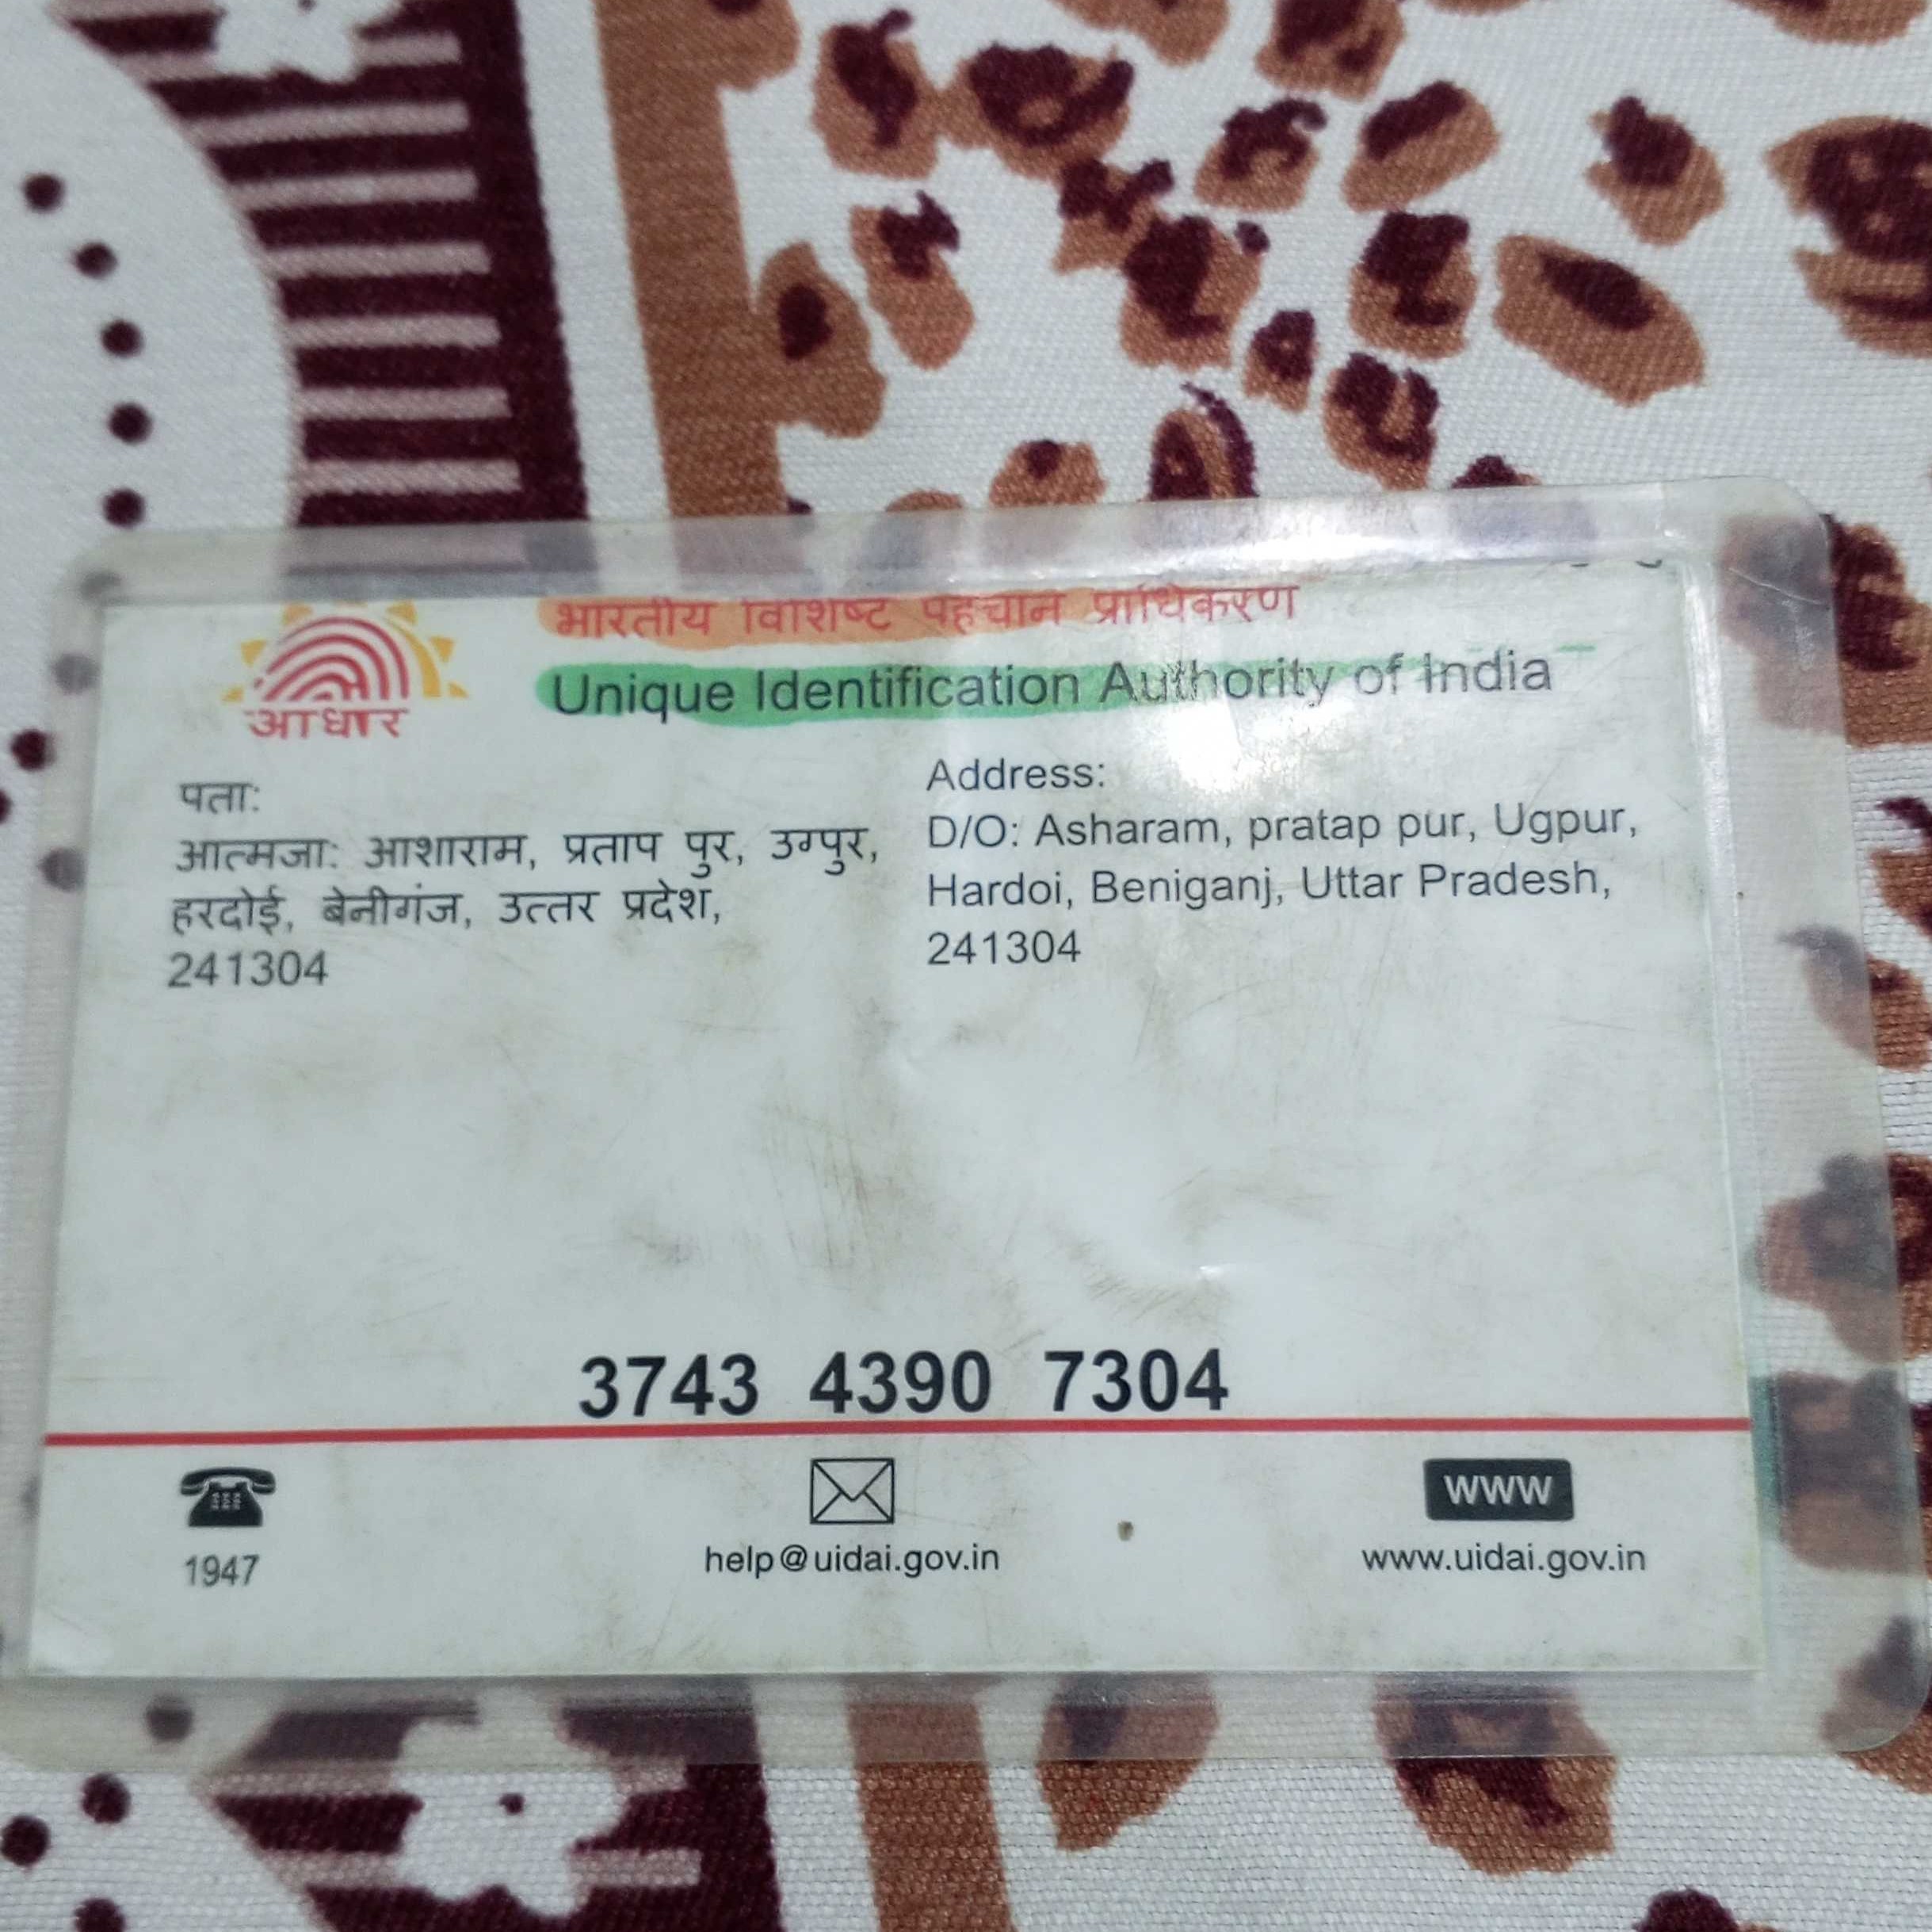 भारतीय विशिष्ट पहचान प्राधिकरण
Unique Identification Authority of India
आधार
पता:
आत्मजा: आशाराम, प्रताप पुर, उग्पुर,
हरदोई, बेनीगंज, उत्तर प्रदेश,
241304
Address:
D/O: Asharam, pratap pur, Ugpur,
Hardoi, Beniganj, Uttar Pradesh,
241304
3743 4390 7304
1947
help@uidai.gov.in
www
www.uidai.gov.in